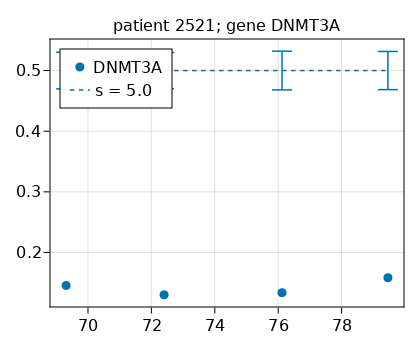 patient 2521; gene DNMT3A
DNMT3A
s = 5.0
0.5
0.4
0.3
0.2
70 72 74 76 78